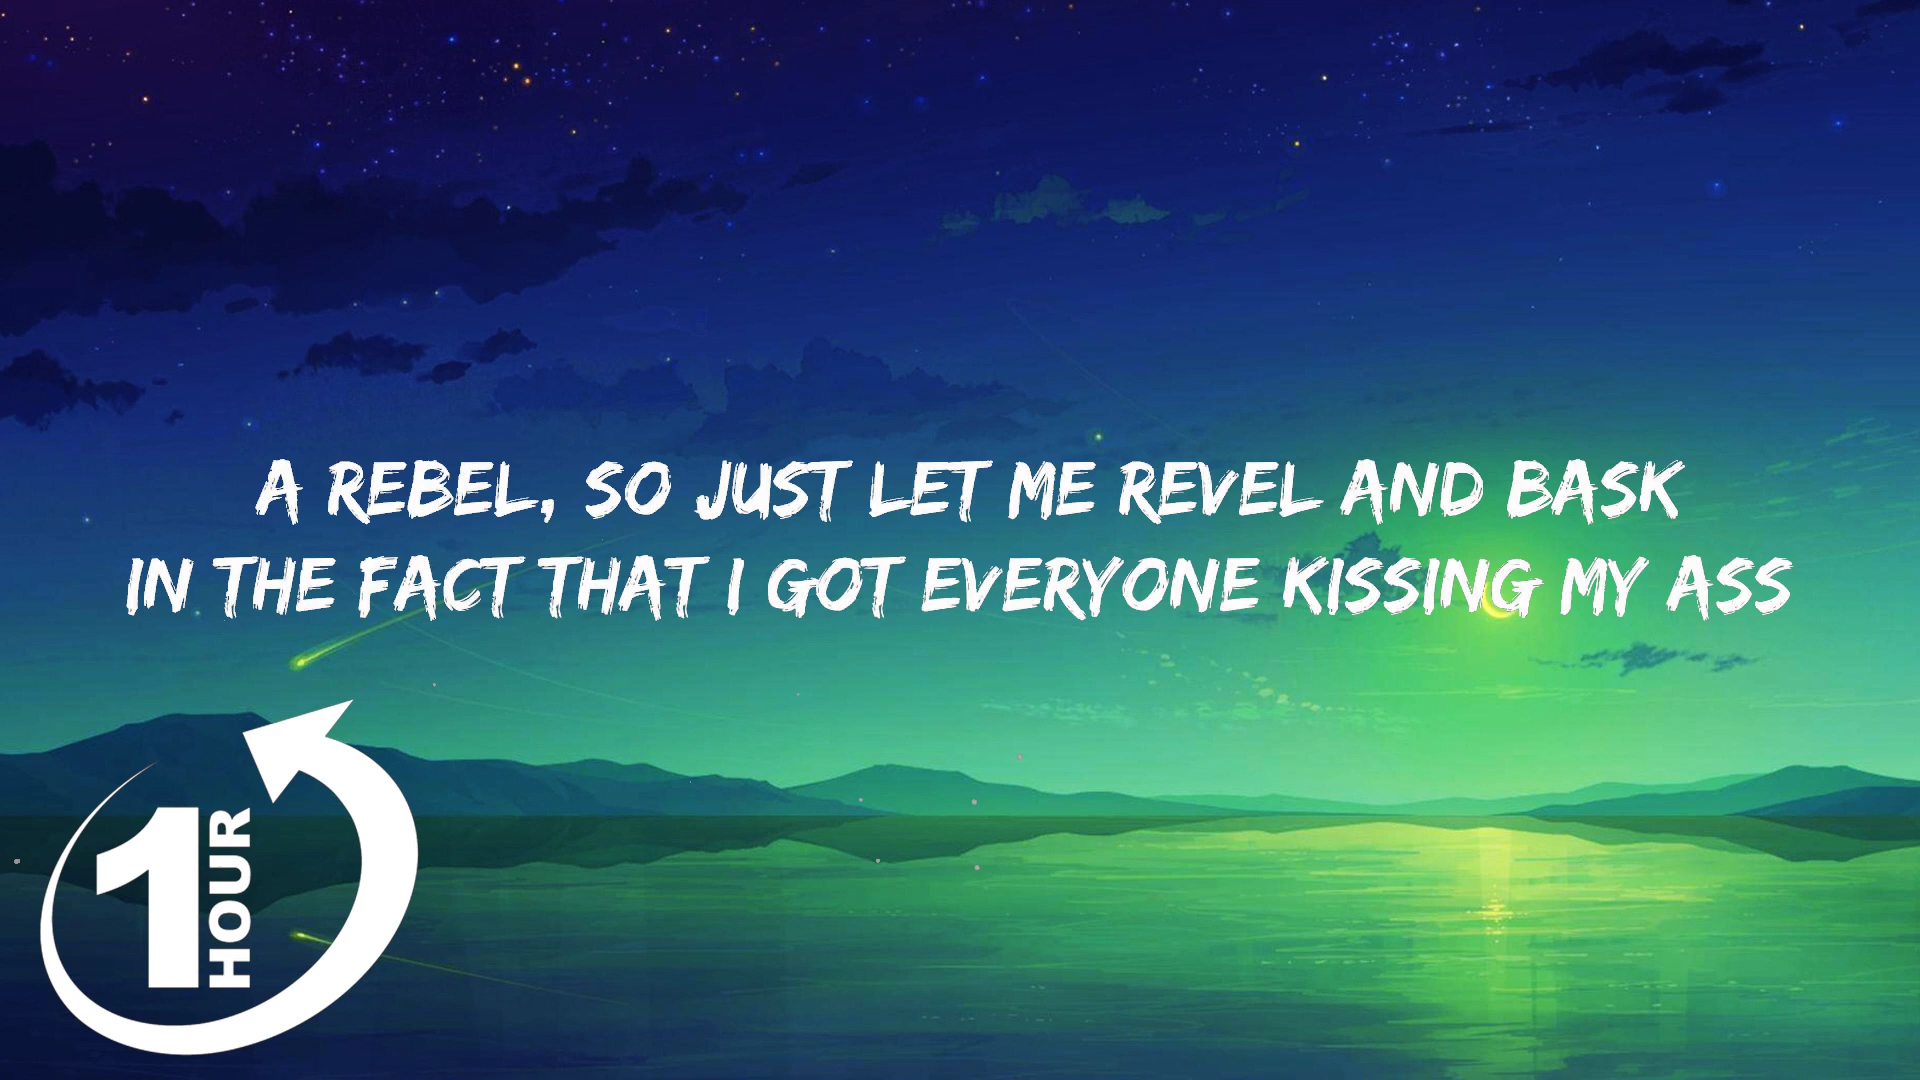 A REBEL, SO JUST LET ME REVEL AND BASK
IN THE FACT THAT I GOT EVERYONE KISSING MY ASS
1 HOUR